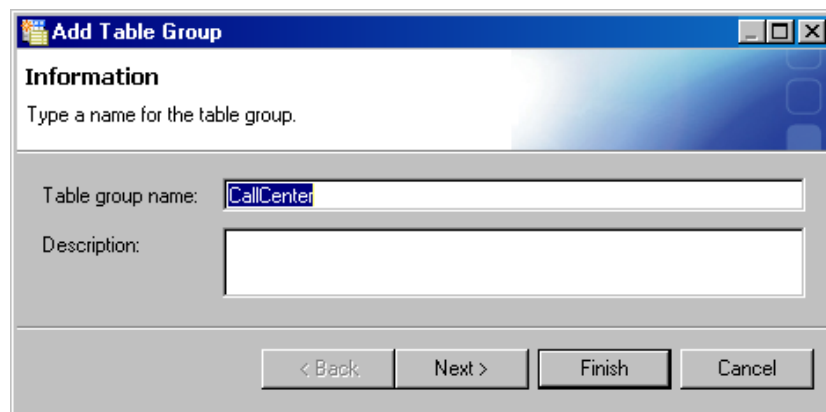 Add Table Group
Information
Type a name for the table group.
Table group name: CallCenter
Description:
< Back Next > Finish Cancel